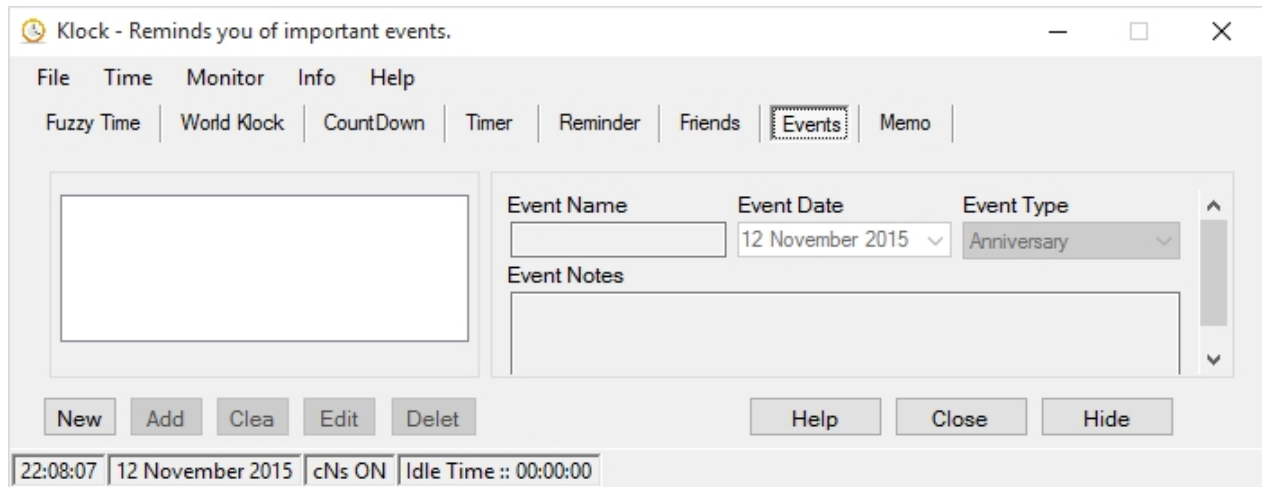 Klock - Reminds you of important events.
File Time Monitor Info Help
Fuzzy Time World Klock CountDown Timer Reminder Friends Events Memo
Event Name Event Date Event Type
12 November 2015 Anniversary
Event Notes
New Add Clea Edit Delet Help Close Hide
22:08:07 12 November 2015 cNs ON Idle Time :: 00:00:00